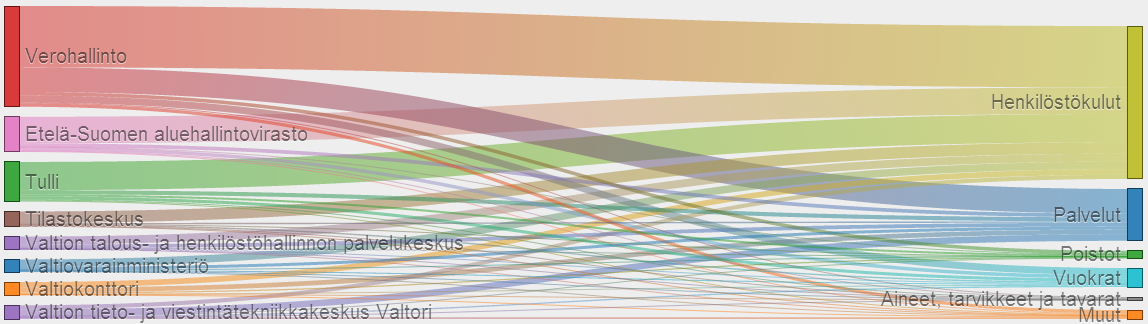 Verohallinto
Etelä-Suomen aluehallintovirasto
Tulli
Tilastokeskus
Valtion talous- ja henkilöstöhallinnon palvelukeskus
Valtiovarainministeriö
Valtiokonttori
Valtion tieto- ja viestintätekniikkakeskus Valtori
Henkilöstökulut
Palvelut
Poistot
Vuokrat
Aineet, tarvikkeet ja tavarat
Muut